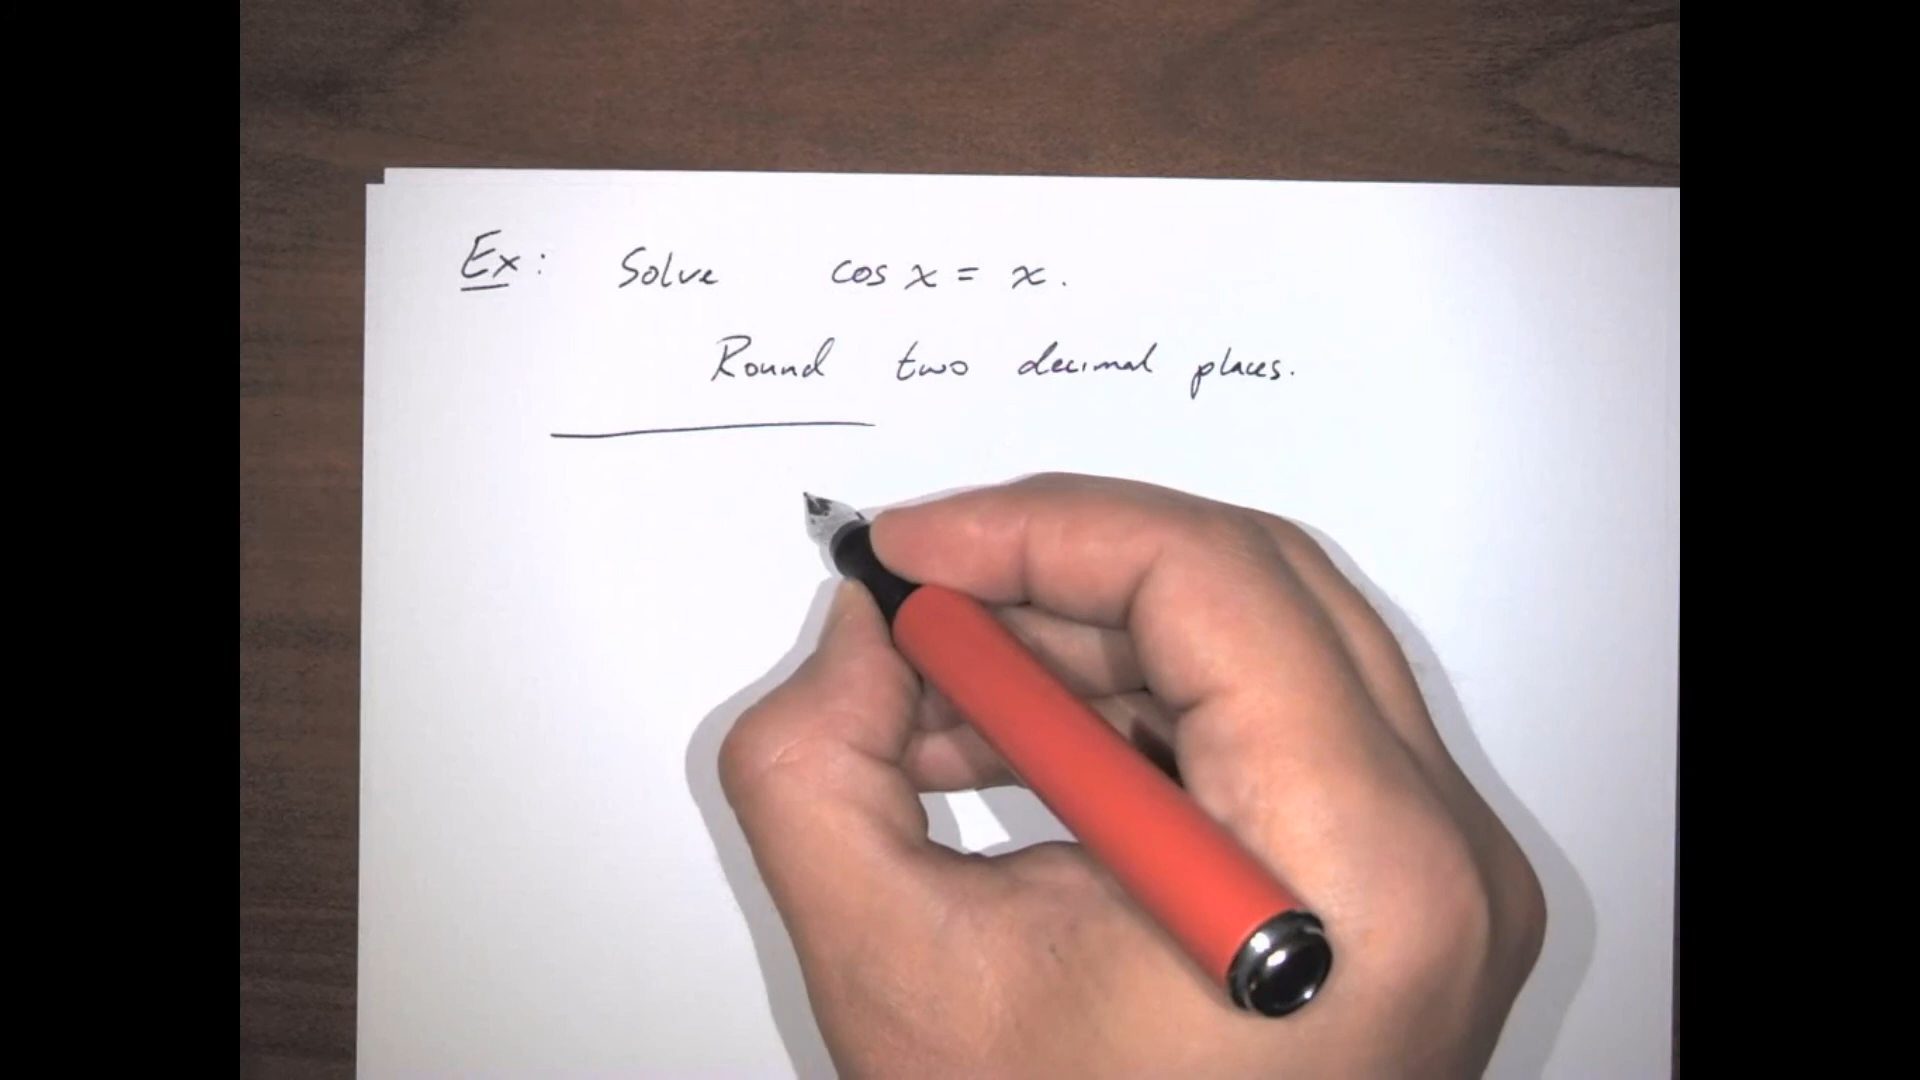 Ex: Solve cos x = x.
Round two decimal places.